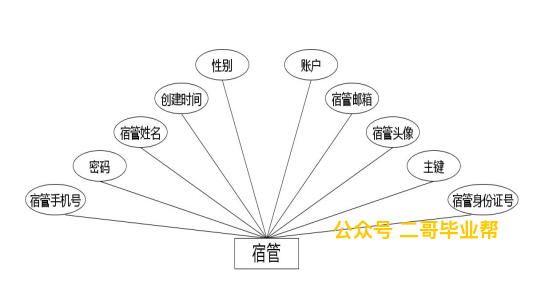 性别
账户
创建时间
宿管邮箱
宿管姓名
宿管头像
密码
主键
宿管手机号
宿管身份证号
公众号 二哥毕业帮
宿管